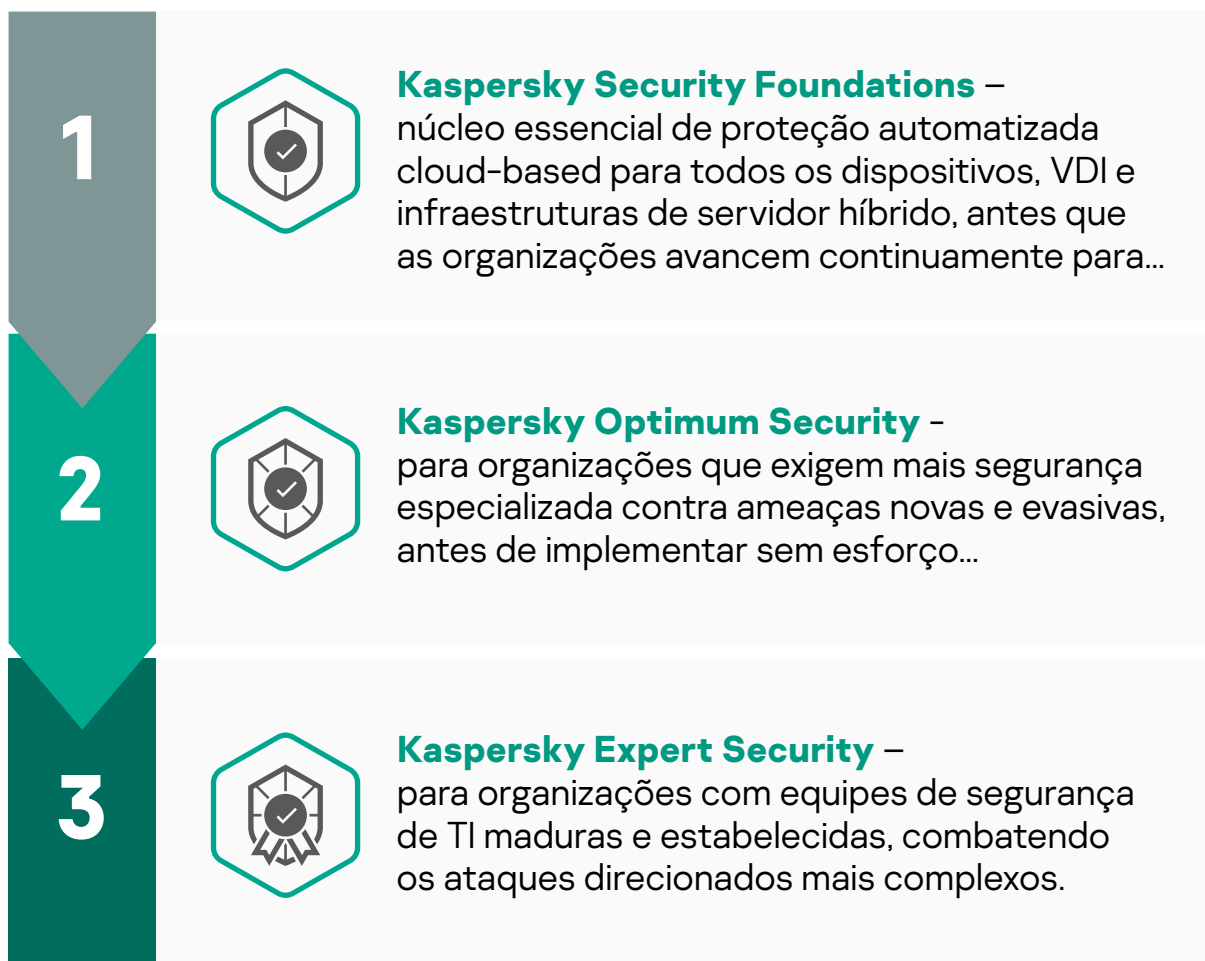 1
Kaspersky Security Foundations –
núcleo essencial de proteção automatizada
cloud-based para todos os dispositivos, VDI e
infraestruturas de servidor híbrido, antes que
as organizações avancem continuamente para...
2
Kaspersky Optimum Security -
para organizações que exigem mais segurança
especializada contra ameaças novas e evasivas,
antes de implementar sem esforço...
3
Kaspersky Expert Security –
para organizações com equipes de segurança
de TI maduras e estabelecidas, combatendo
os ataques direcionados mais complexos.